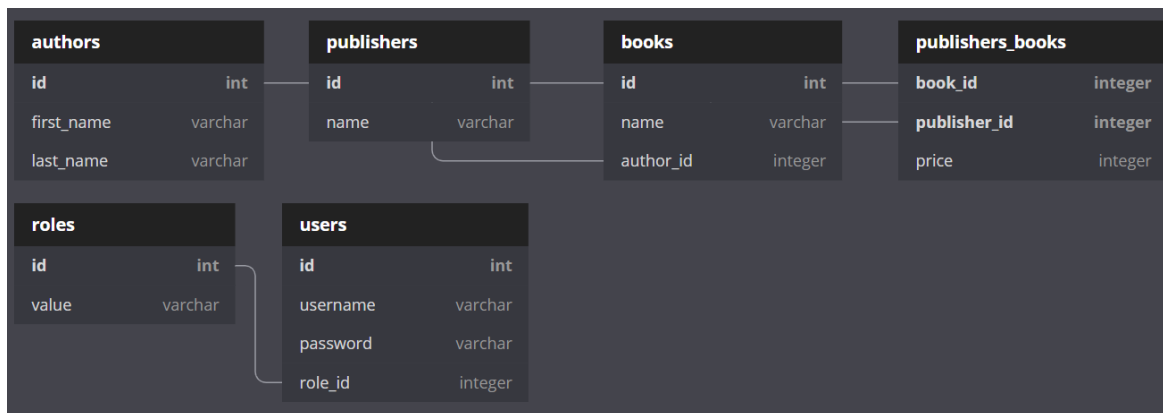 authors
id int
first_name varchar
last_name varchar
publishers
id int
name varchar
books
id int
name varchar
author_id integer
publishers_books
book_id integer
publisher_id integer
price integer
roles
id int
value varchar
users
id int
username varchar
password varchar
role_id integer